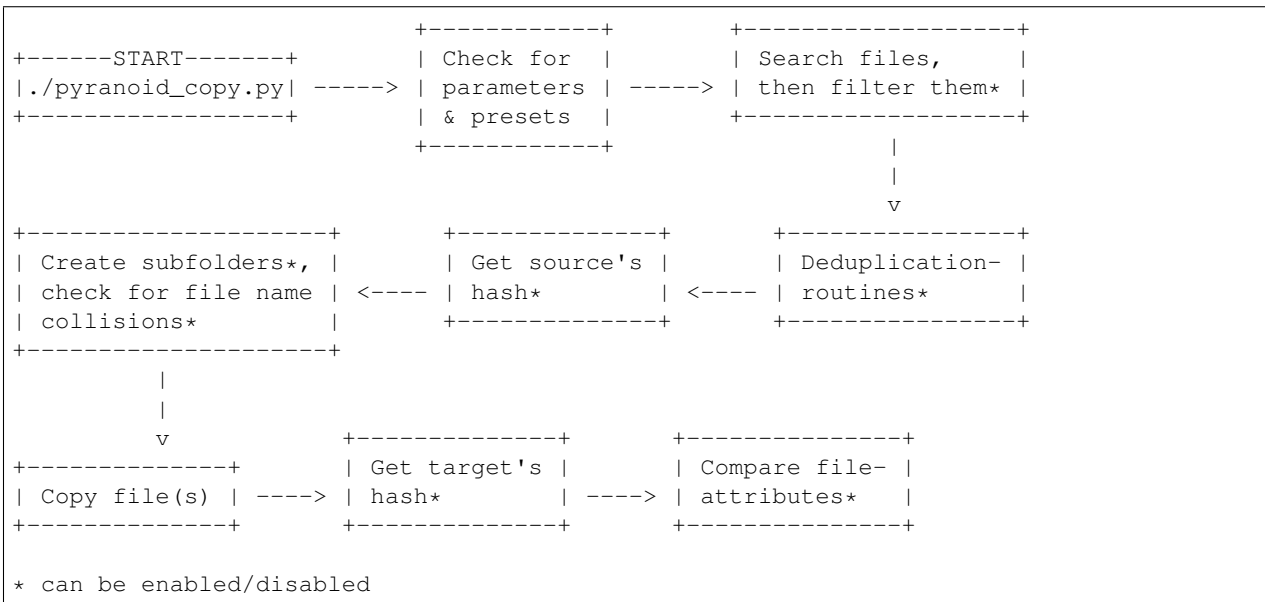 +------------+        +-------------------+
+------START-------+        | Check for  |        | Search files,     |
|./pyranoid_copy.py| -----> | parameters | -----> | then filter them* |
+------------------+        | & presets  |        +-------------------+
                            +------------+                   |
                                                             |
                                                             v
+---------------------+       +--------------+       +----------------+
| Create subfolders*, |       | Get source's |       | Deduplication- |
| check for file name | <---- | hash*        | <---- | routines*      |
| collisions*         |       +--------------+       +----------------+
+---------------------+
          |
          |
          v            +--------------+       +---------------+
+--------------+       | Get target's |       | Compare file- |
| Copy file(s) | ----> | hash*        | ----> | attributes*   |
+--------------+       +--------------+       +---------------+

* can be enabled/disabled